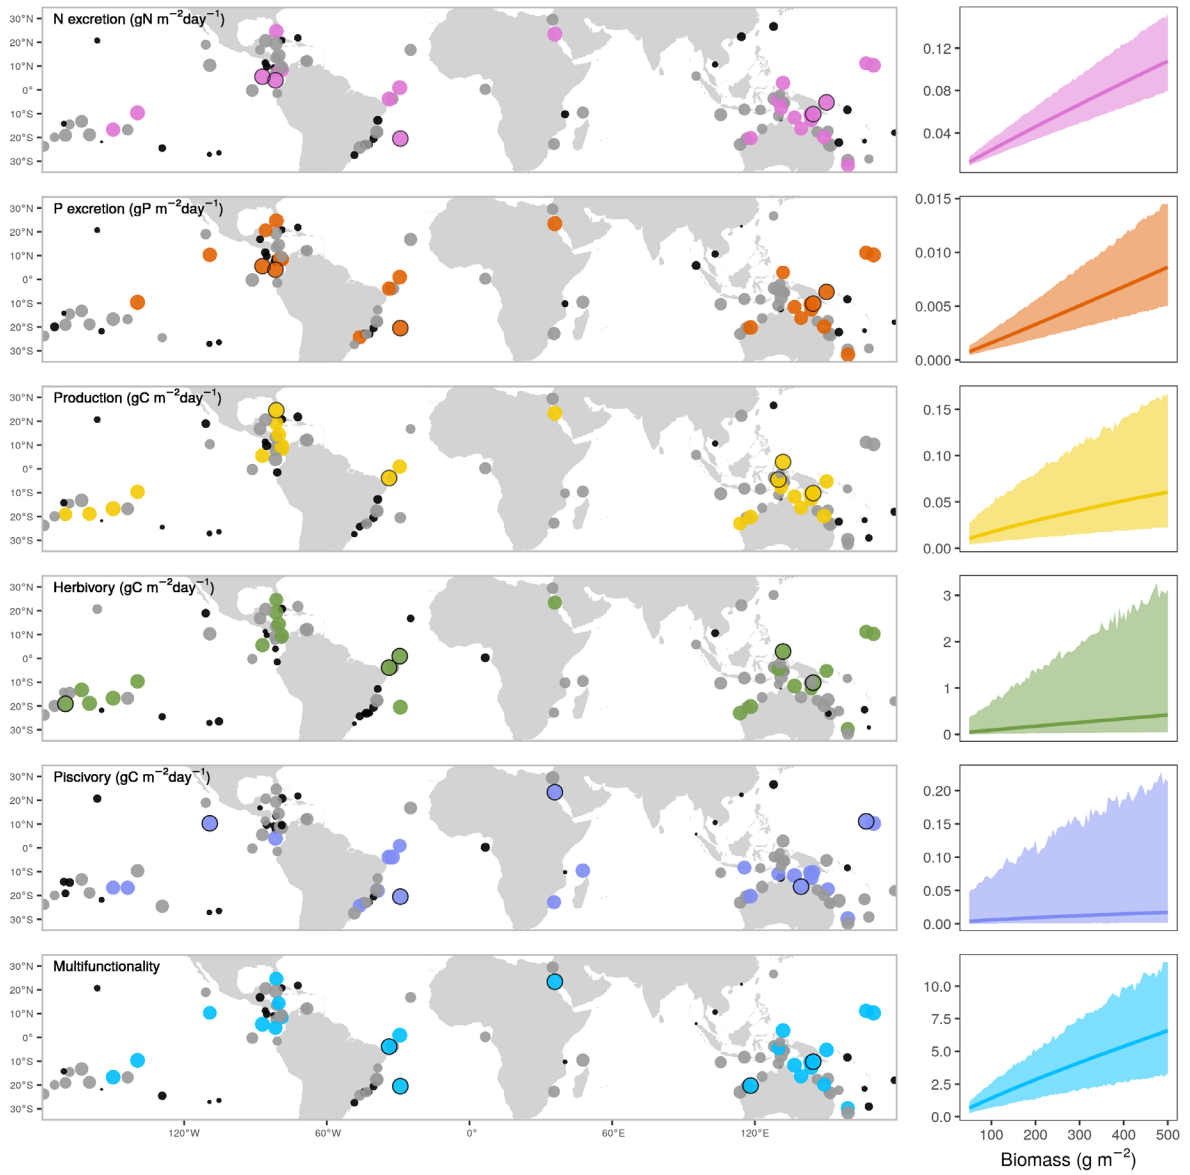 N excretion (gN m⁻²day⁻¹)
30°N
20°N
10°N
0°
10°S
20°S
30°S
0.12
0.08
0.04
P excretion (gP m⁻²day⁻¹)
30°N
20°N
10°N
0°
10°S
20°S
30°S
0.015
0.010
0.005
0.000
Production (gC m⁻²day⁻¹)
30°N
20°N
10°N
0°
10°S
20°S
30°S
0.15
0.10
0.05
0.00
Herbivory (gC m⁻²day⁻¹)
30°N
20°N
10°N
0°
10°S
20°S
30°S
3
2
1
0
Piscivory (gC m⁻²day⁻¹)
30°N
20°N
10°N
0°
10°S
20°S
30°S
0.20
0.15
0.10
0.05
0.00
Multifunctionality
30°N
20°N
10°N
0°
10°S
20°S
30°S
10.0
7.5
5.0
2.5
0.0
120°W 60°W 0° 60°E 120°E
100 200 300 400 500
Biomass (g m⁻²)